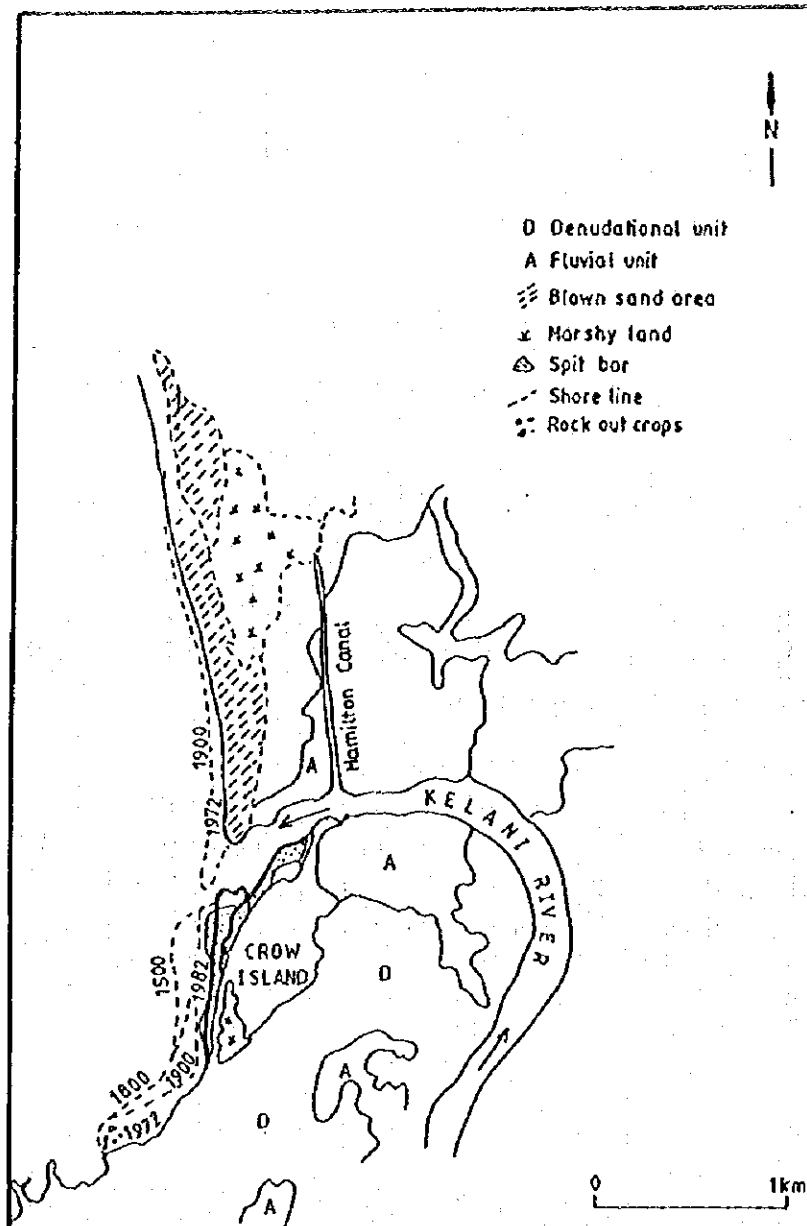 N
D Denudational unit
A Fluvial unit
Blown sand area
Marshy land
Spit bar
Shore line
Rock out crops
Hamilton Canal
1900
1972
A
KELANI RIVER
A
CROW
ISLAND
D
1500
1982
1800
1900
1972
A
D
A
0 1km